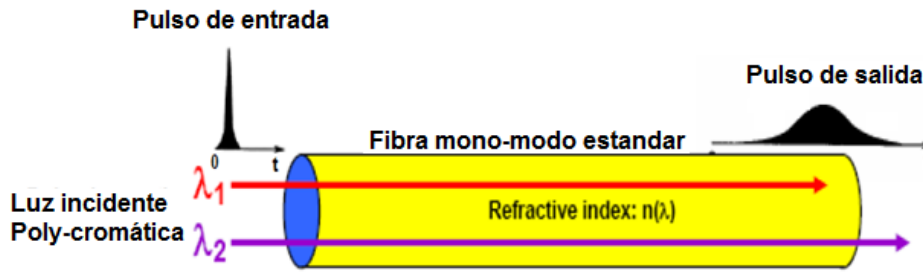 Pulso de entrada
Pulso de salida
0
t
Fibra mono-modo estandar
Luz incidente
Poly-cromática
λ1
Refractive index: n(λ)
λ2